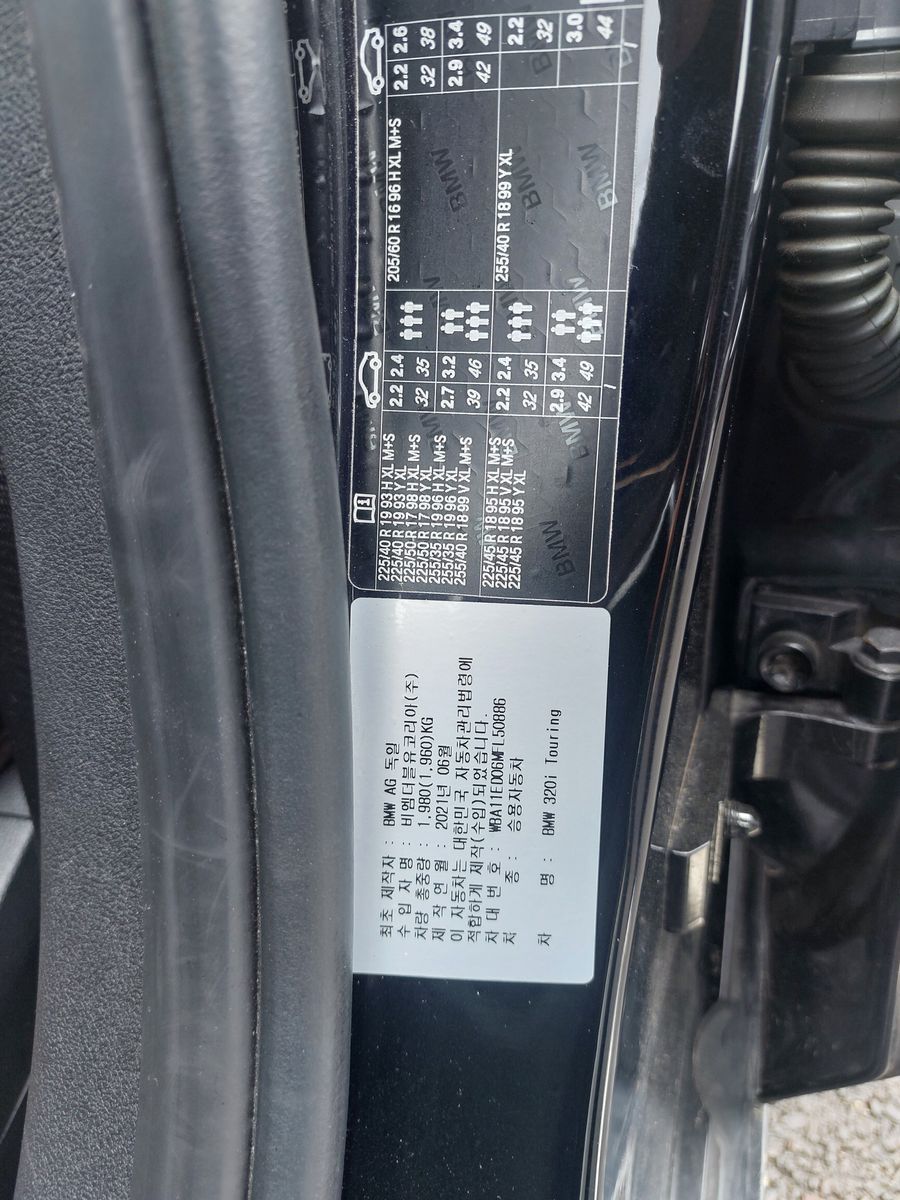 최초 제작자 : BMW AG 독일
수 입 자 명 : 비엠더블유코리아(주)
차량 총중량 : 1,980(1,960)KG
제 작 연 월 : 2021년 06월
이 자동차는 대한민국 자동차관리법령에
적합하게 제작(수입)되었습니다.
차 대 번 호 : WBA11ED06MFL50886
차 종 : 승용자동차
차 명 : BMW 320i Touring
225/40 R 19 93 H XL M+S
225/40 R 19 93 Y XL
225/50 R 17 98 H XL M+S
225/50 R 17 98 Y XL
255/35 R 19 96 H XL M+S
255/35 R 19 96 Y XL
255/40 R 18 99 V XL M+S
2.2 2.4
32 35
2.7 3.2
39 46
225/45 R 18 95 H XL M+S
225/45 R 18 95 V XL M+S
225/45 R 18 95 Y XL
2.2 2.4
32 35
2.9 3.4
42 49
205/60 R 16 96 H XL M+S
2.2 2.6
32 38
2.9 3.4
42 49
255/40 R 18 99 Y XL
2.2
32
3.0
44
BMW
BMW
BMW
BMW
BMW